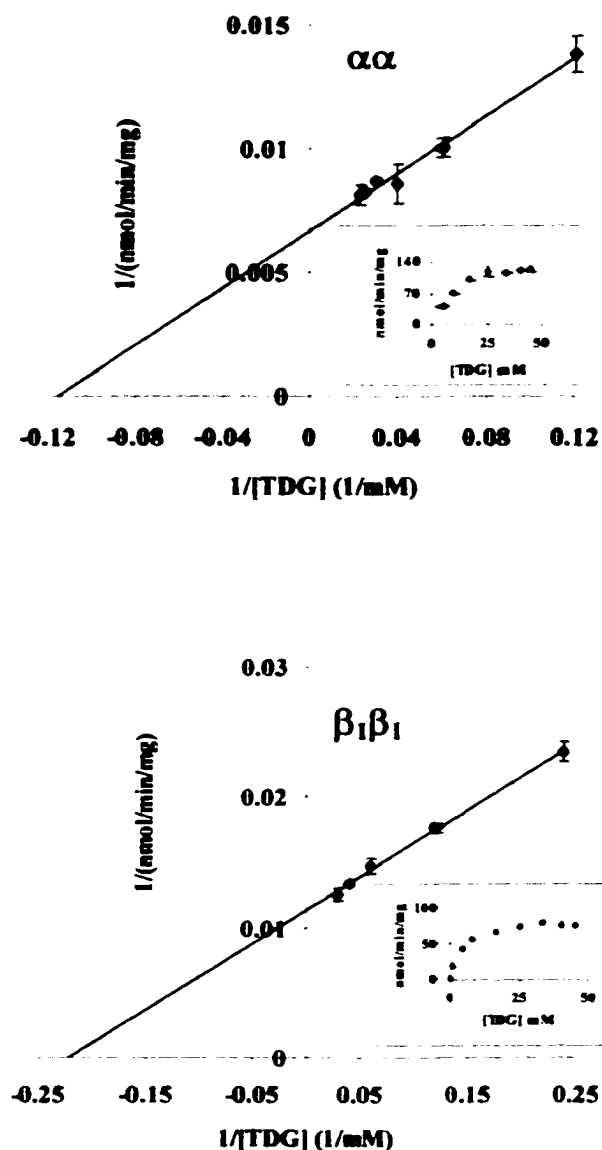 0.015
αα
0.01
1/(nmol/min/mg)
0.005
0
-0.12 -0.08 -0.04 0 0.04 0.08 0.12
1/[TDG] (1/mM)
140
70
0
nmol/min/mg
0 25 50
[TDG] mM
0.03
β1β1
0.02
1/(nmol/min/mg)
0.01
0
-0.25 -0.15 -0.05 0.05 0.15 0.25
1/[TDG] (1/mM)
100
50
0
nmol/min/mg
0 25 50
[TDG] mM